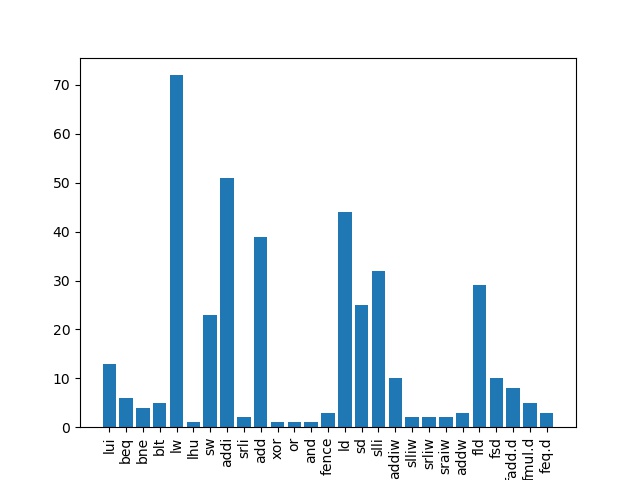 70
60
50
40
30
20
10
0
lui
beq
bne
blt
lw
lhu
sw
addi
srli
add
xor
or
and
fence
ld
sd
slli
addiw
slliw
srliw
sraiw
addw
fld
fsd
fadd.d
fmul.d
feq.d